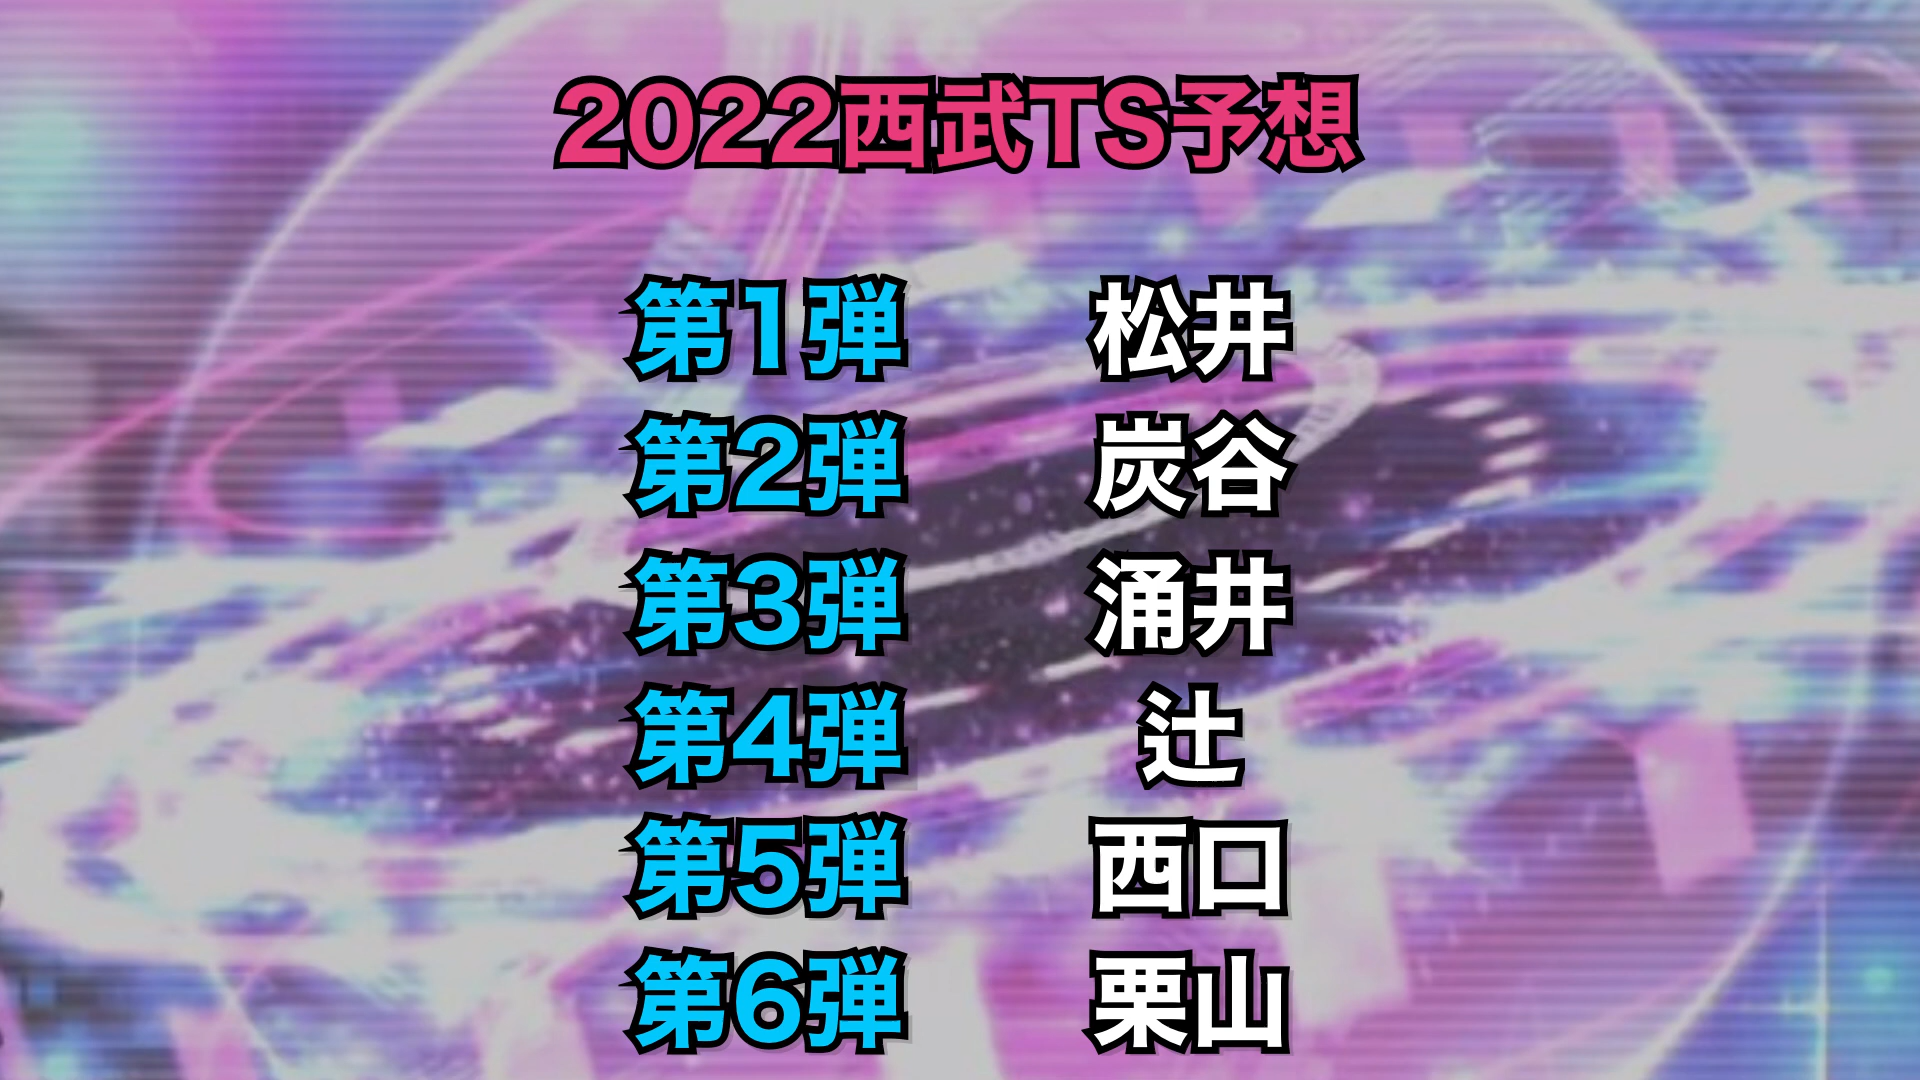 2022西武TS予想
第1弾 松井
第2弾 炭谷
第3弾 涌井
第4弾 辻
第5弾 西口
第6弾 栗山